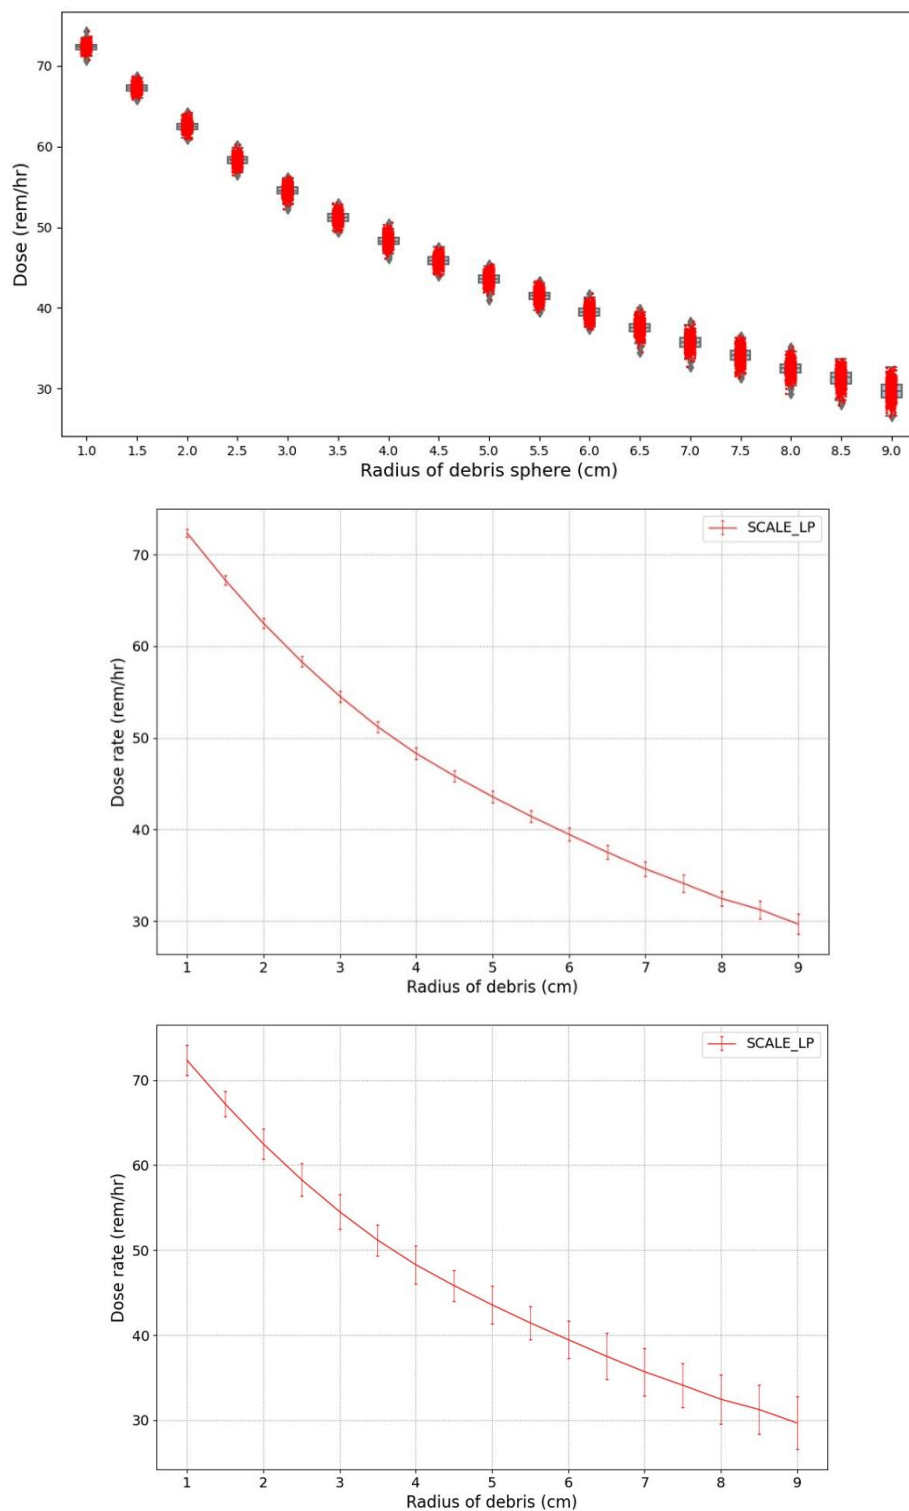 Dose (rem/hr)
70
60
50
40
30
1.0 1.5 2.0 2.5 3.0 3.5 4.0 4.5 5.0 5.5 6.0 6.5 7.0 7.5 8.0 8.5 9.0
Radius of debris sphere (cm)
SCALE_LP
Dose rate (rem/hr)
70
60
50
40
30
1 2 3 4 5 6 7 8 9
Radius of debris (cm)
SCALE_LP
Dose rate (rem/hr)
70
60
50
40
30
1 2 3 4 5 6 7 8 9
Radius of debris (cm)